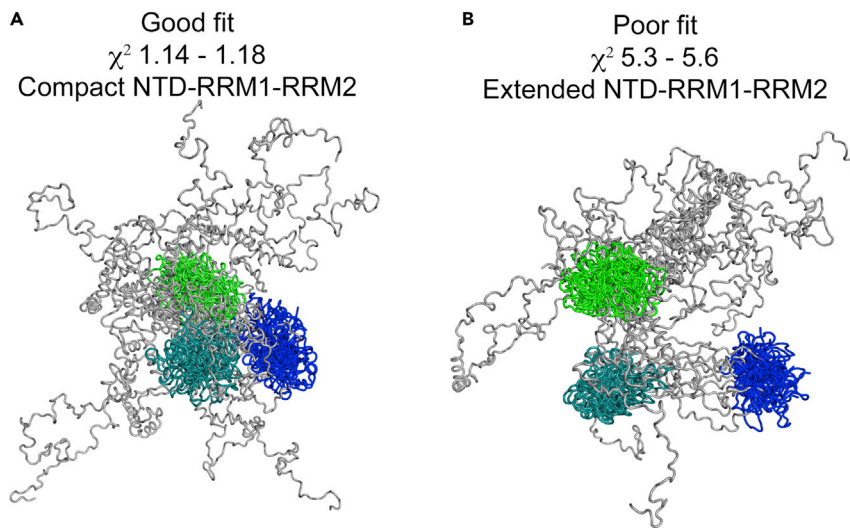 A
Good fit
χ² 1.14 - 1.18
Compact NTD-RRM1-RRM2
B
Poor fit
χ² 5.3 - 5.6
Extended NTD-RRM1-RRM2